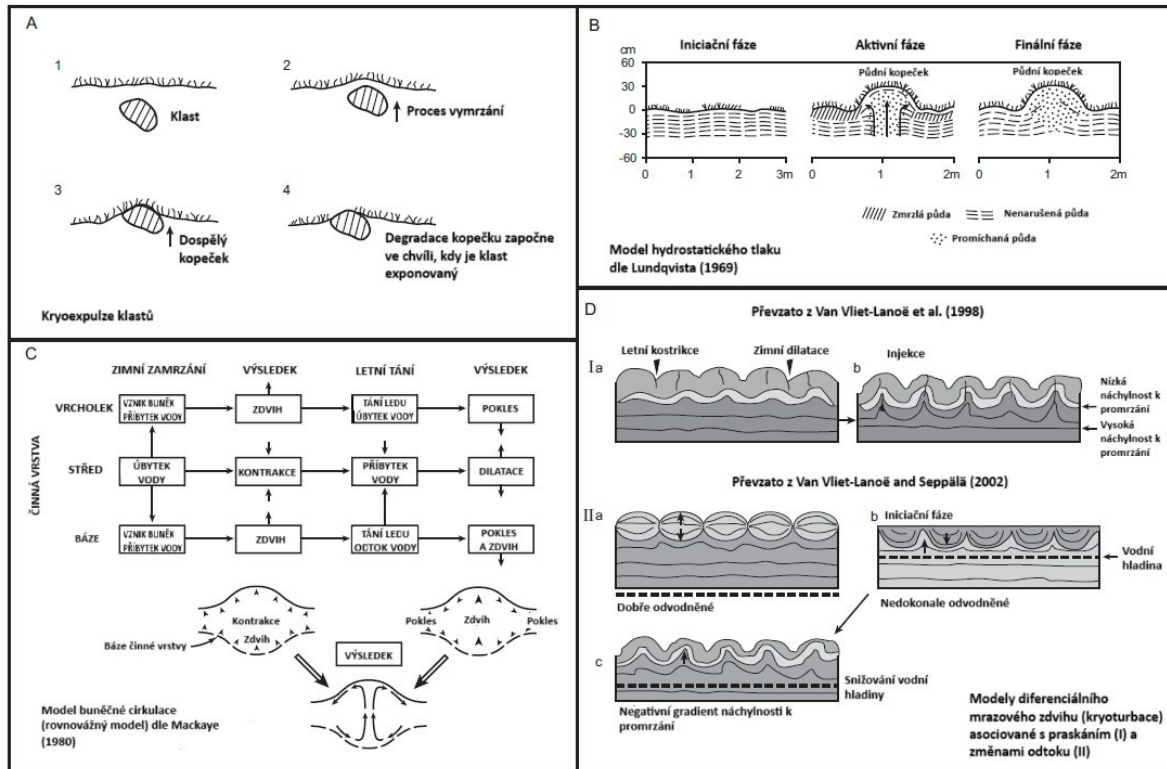 A
1
2
Klast
Proces vymrzání
3
4
Dospělý
kopeček
Degradace kopečku započne
ve chvíli, kdy je klast
exponovaný
Kryoexpulze klastů
B
Iniciační fáze
Aktivní fáze
Finální fáze
cm
60
30
0
-30
-60
Půdní kopeček
Půdní kopeček
0 1 2 3m
0 1 2m
0 1 2m
Zmrzlá půda
Nenarušená půda
Promíchaná půda
Model hydrostatického tlaku
dle Lundqvista (1969)
C
ZIMNÍ ZAMRZÁNÍ
VÝSLEDEK
LETNÍ TÁNÍ
VÝSLEDEK
ČINNÁ VRSTVA
VRCHOLEK
VZNIK BUNĚK
PŘÍBYTEK VODY
ZDVIH
TÁNÍ LEDU
ÚBYTEK VODY
POKLES
STŘED
ÚBYTEK
VODY
KONTRAKCE
PŘÍBYTEK
VODY
DILATACE
BÁZE
VZNIK BUNĚK
PŘÍBYTEK VODY
ZDVIH
TÁNÍ LEDU
ODTOK VODY
POKLES
A ZDVIH
Kontrakce
Zdvih
Báze činné vrstvy
Pokles
Zdvih
Pokles
VÝSLEDEK
Model buněčné cirkulace
(rovnovážný model) dle Mackaye
(1980)
D
Převzato z Van Vliet-Lanoë et al. (1998)
Letní kostrikce
Zimní dilatace
Ia
b
Injekce
Nízká
náchylnost k
promrzání
Vysoká
náchylnost k
promrzání
Převzato z Van Vliet-Lanoë and Seppälä (2002)
IIa
b
Iniciační fáze
Vodní
hladina
Dobře odvodněné
Nedokonale odvodněné
c
Snižování vodní
hladiny
Negativní gradient náchylnosti k
promrzání
Modely diferenciálního
mrazového zdvihu (kryoturbace)
asociované s praskáním (I) a
změnami odtoku (II)